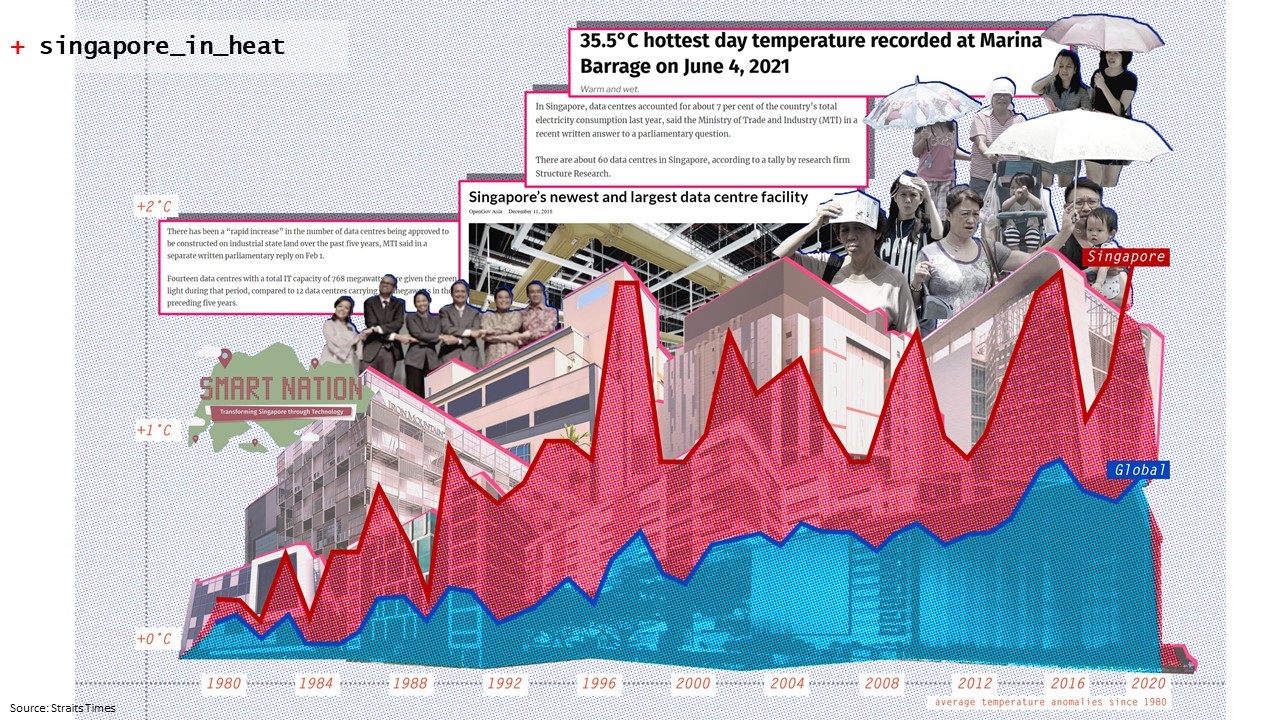 + singapore_in_heat
35.5°C hottest day temperature recorded at Marina
Barrage on June 4, 2021
Warm and wet.
In Singapore, data centres accounted for about 7 per cent of the country's total
electricity consumption last year, said the Ministry of Trade and Industry (MTI) in a
recent written answer to a parliamentary question.
There are about 60 data centres in Singapore, according to a tally by research firm
Structure Research.
Singapore's newest and largest data centre facility
OpenGov Asia December 11, 2018
+2°C
There has been a "rapid increase" in the number of data centres being approved to
be constructed on industrial state land over the past five years, MTI said in a
separate written parliamentary reply on Feb 1.
Fourteen data centres with a total IT capacity of 768 megawatts given the green
light during that period, compared to 12 data centres carrying in the
preceding five years.
Singapore
SMART NATION
Transforming Singapore through Technology
IRON MOUNTAIN
+1°C
Global
+0°C
1980 1984 1988 1992 1996 2000 2004 2008 2012 2016 2020
average temperature anomalies since 1980
Source: Straits Times